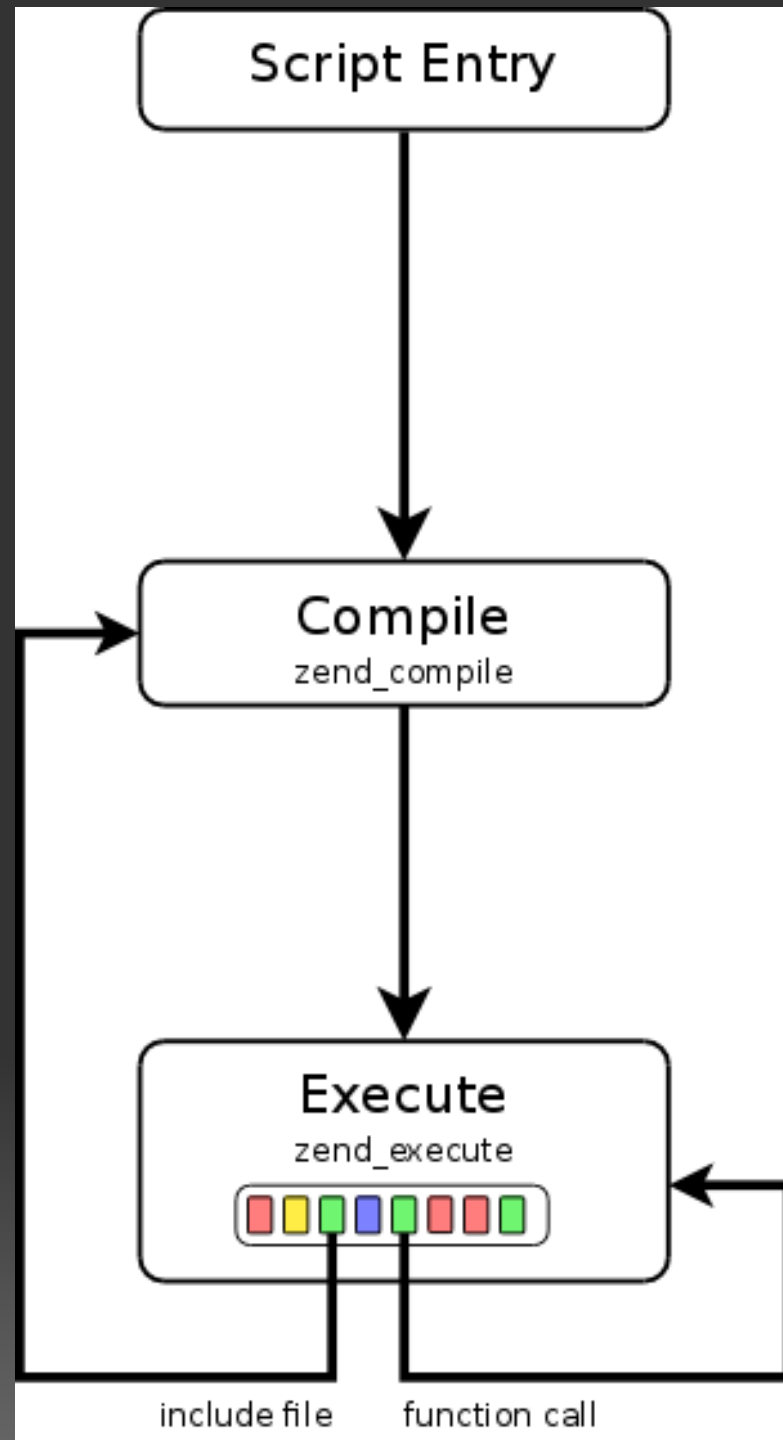 Script Entry
Compile
zend_compile
Execute
zend_execute
include file
function call